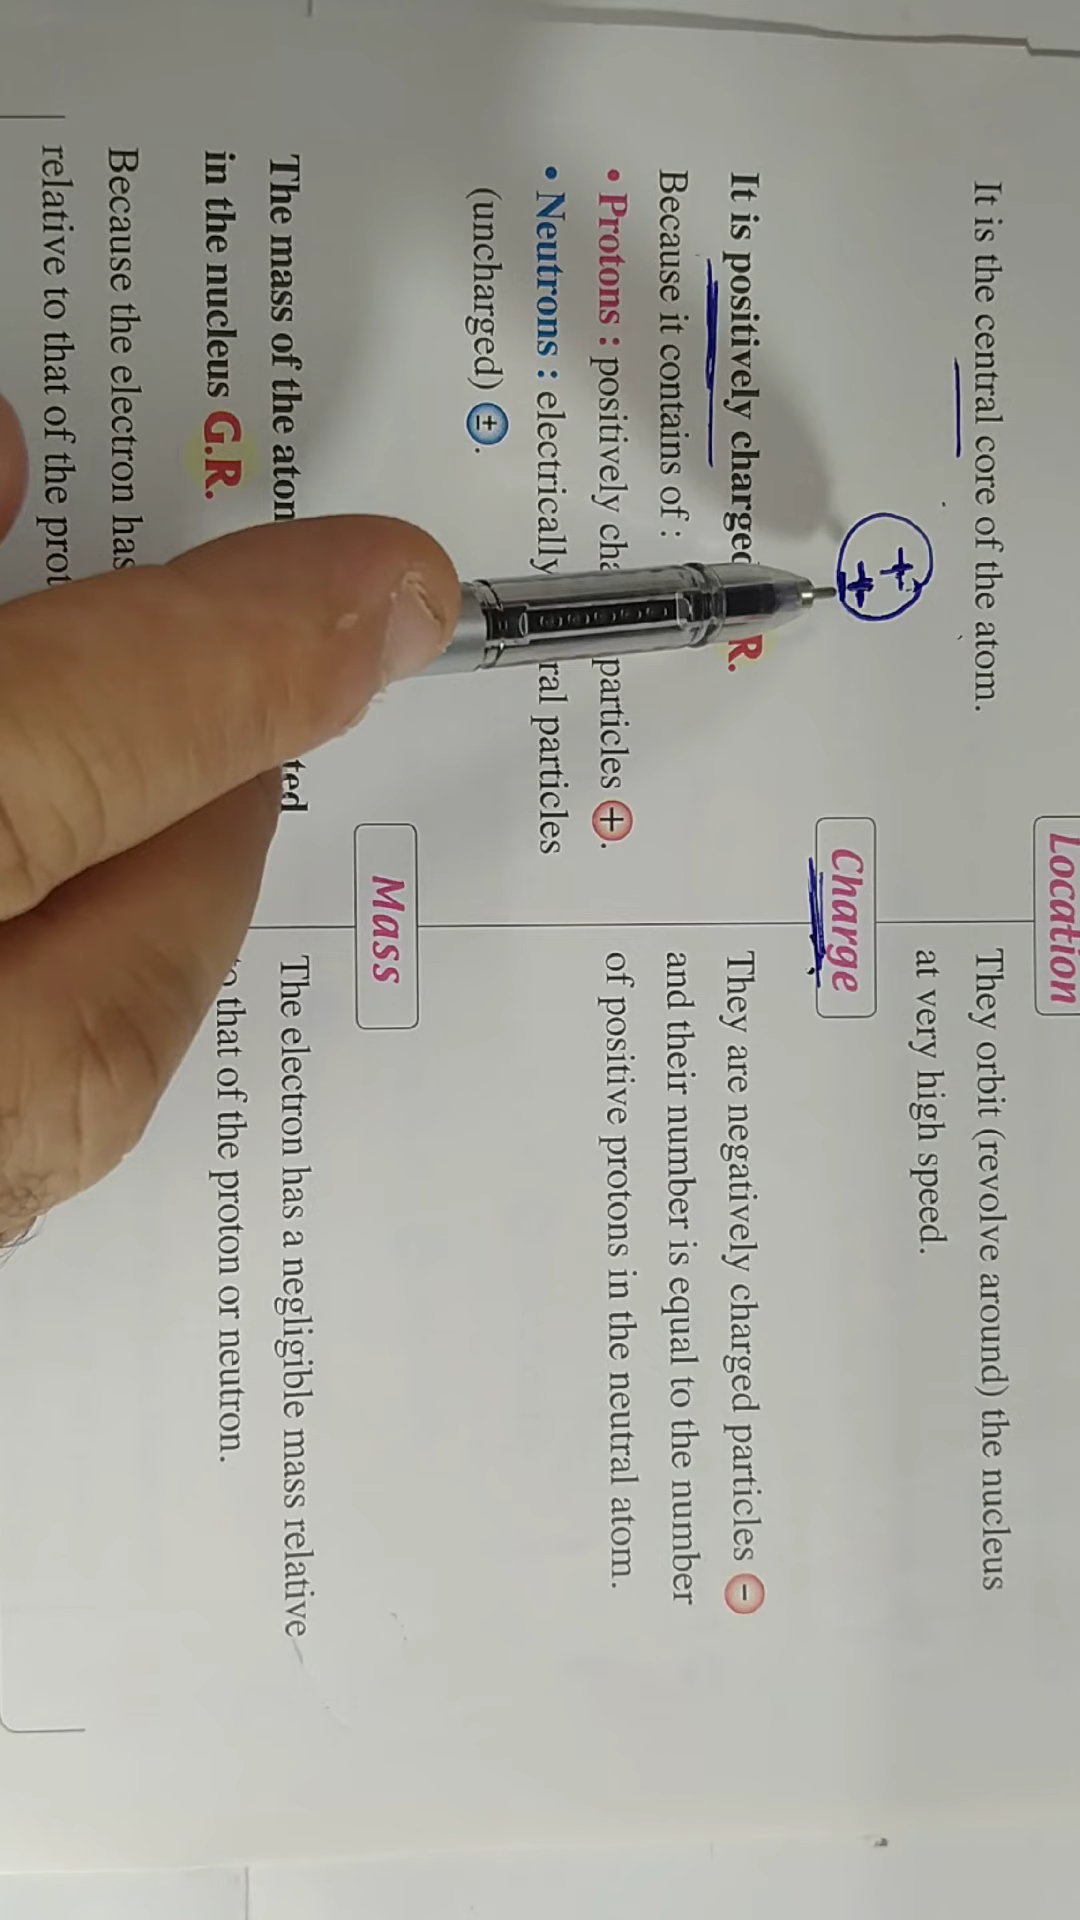 Location
It is the central core of the atom.
They orbit (revolve around) the nucleus
at very high speed.
+ +
Charge
It is positively charged R.
Because it contains of :
• Protons : positively particles +.
• Neutrons : electrically particles
(uncharged) ±.
They are negatively charged particles -
and their number is equal to the number
of positive protons in the neutral atom.
Mass
The mass of the atom
in the nucleus G.R.
Because the electron has
relative to that of the
The electron has a negligible mass relative
to that of the proton or neutron.